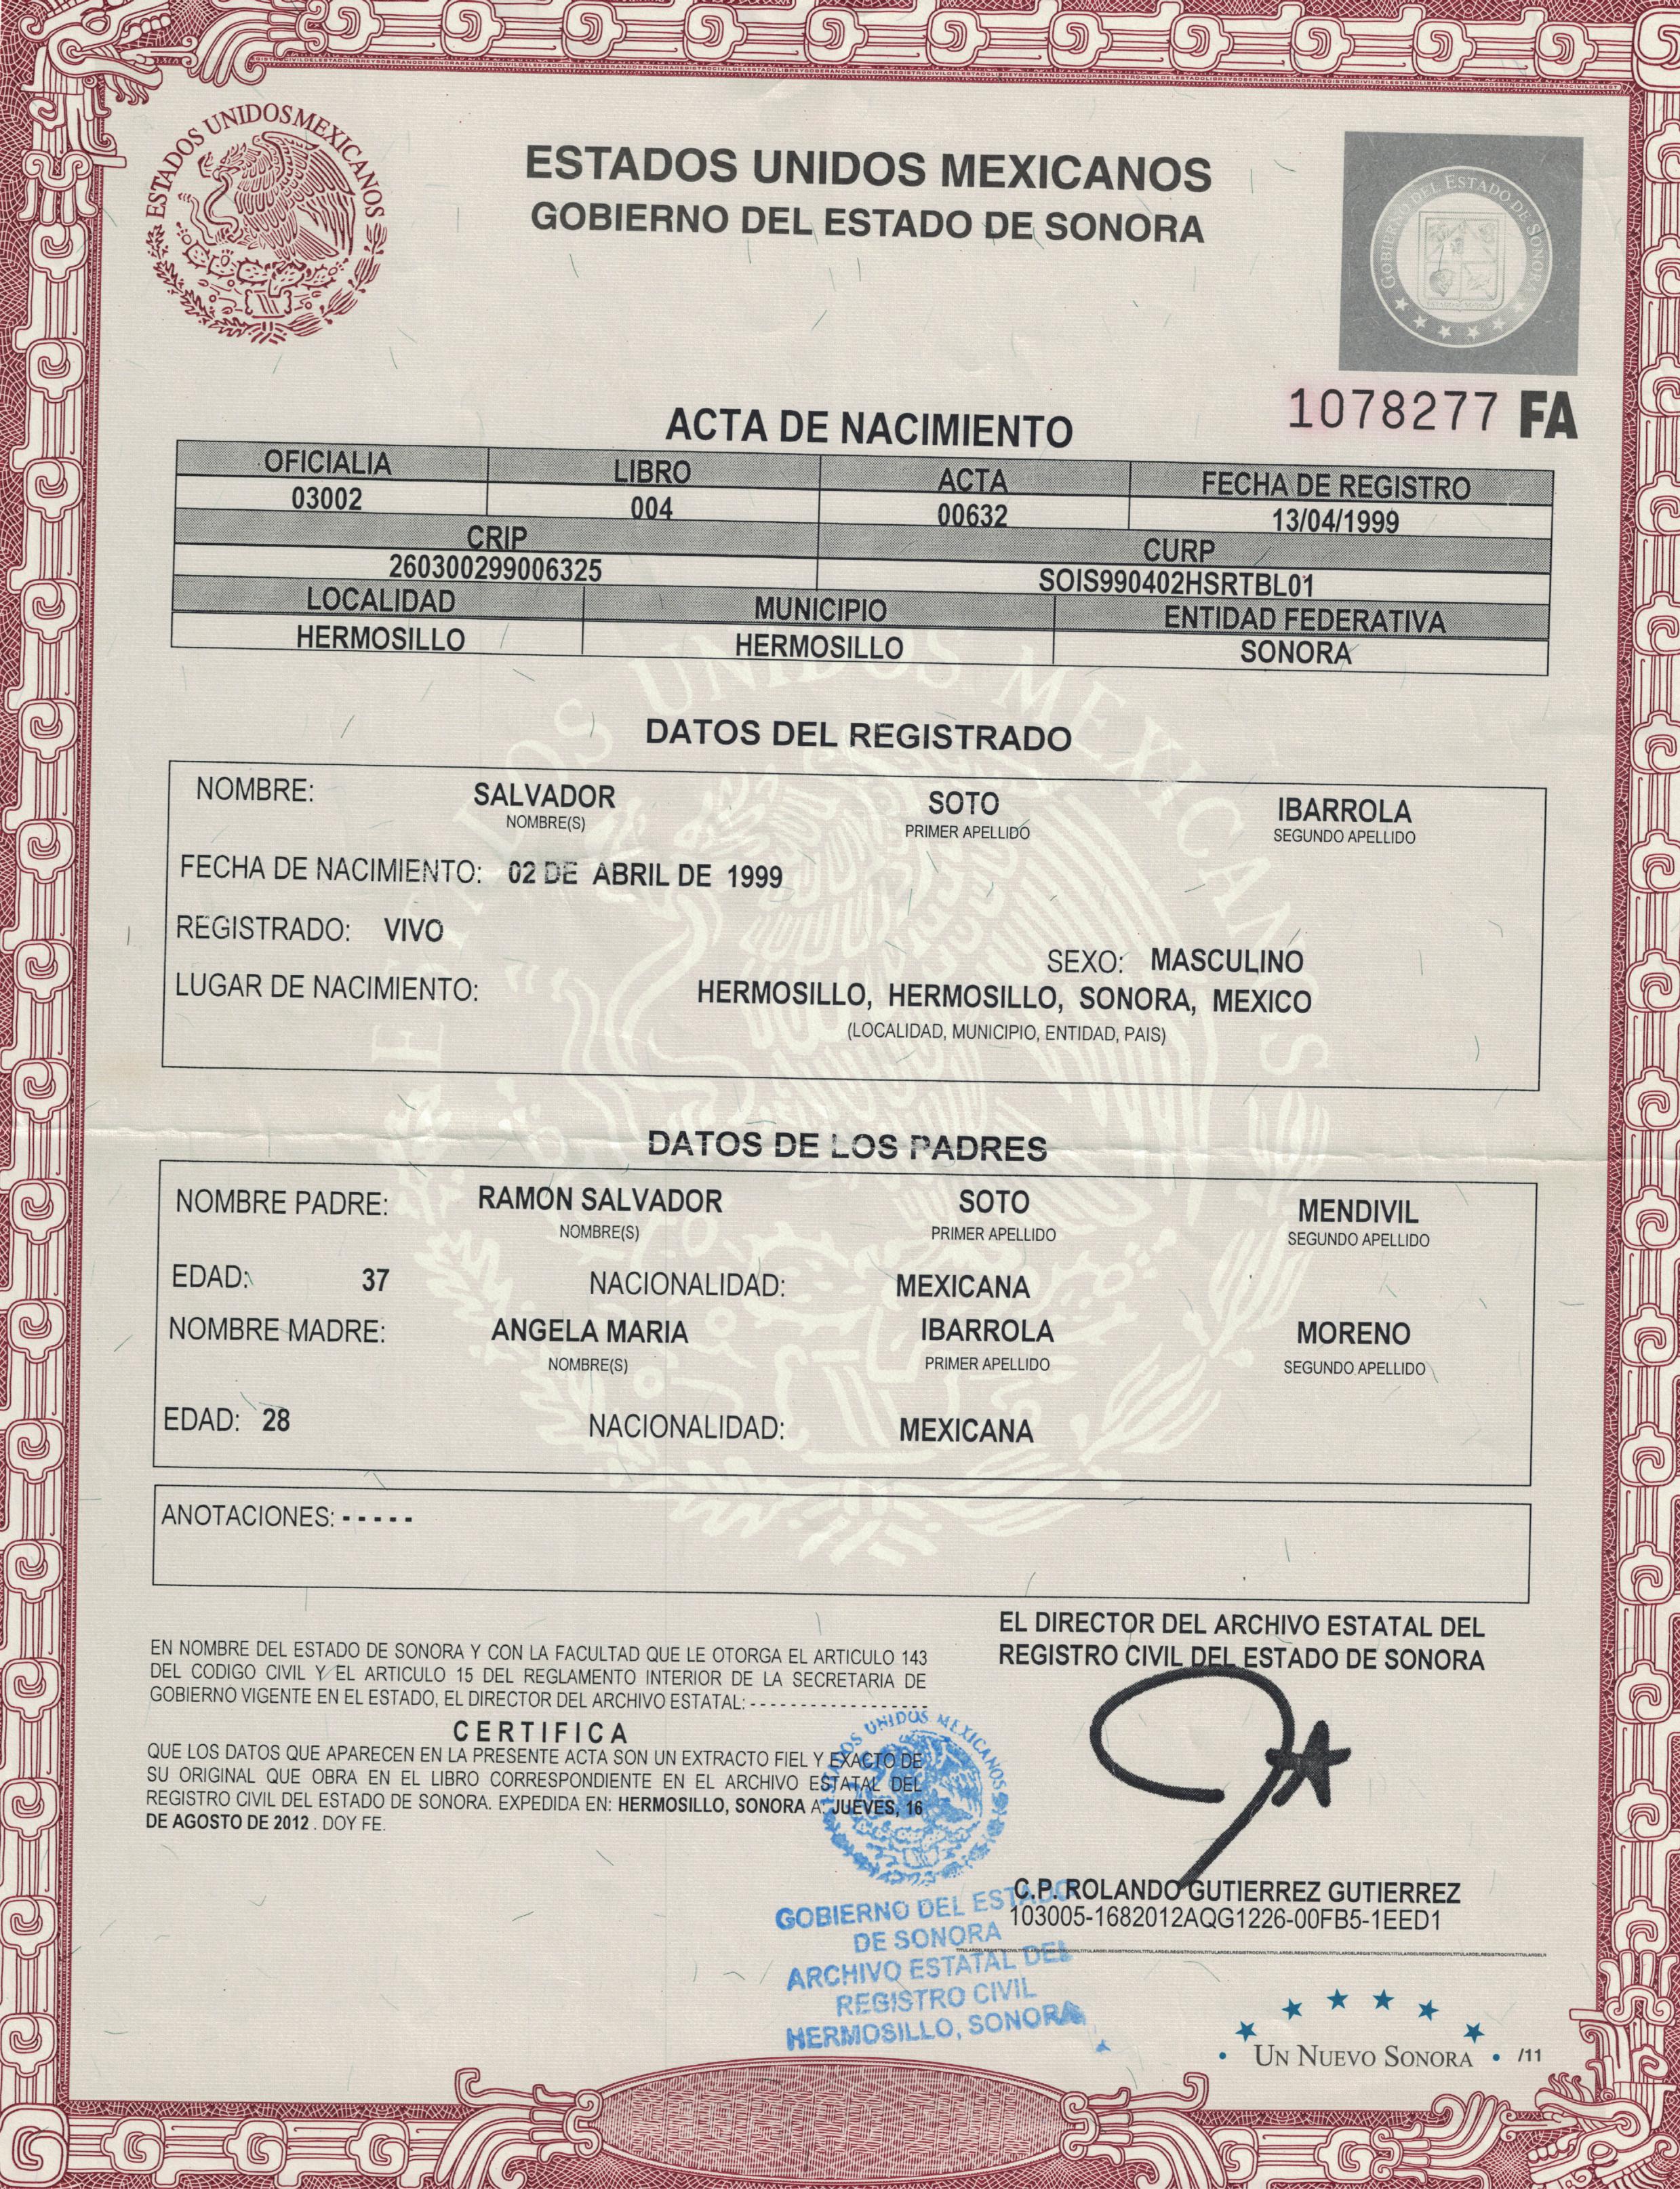 ESTADOS UNIDOS MEXICANOS
ESTADOS UNIDOS MEXICANOS
GOBIERNO DEL ESTADO DE SONORA
GOBIERNO DEL ESTADO DE SONORA
1078277 FA
ACTA DE NACIMIENTO
OFICIALIA LIBRO ACTA FECHA DE REGISTRO
03002 004 00632 13/04/1999
CRIP CURP
260300299006325 SOIS990402HSRTBL01
LOCALIDAD MUNICIPIO ENTIDAD FEDERATIVA
HERMOSILLO HERMOSILLO SONORA
ESTADOS UNIDOS MEXICANOS
DATOS DEL REGISTRADO
NOMBRE: SALVADOR SOTO IBARROLA
NOMBRE(S) PRIMER APELLIDO SEGUNDO APELLIDO
FECHA DE NACIMIENTO: 02 DE ABRIL DE 1999
REGISTRADO: VIVO
SEXO: MASCULINO
LUGAR DE NACIMIENTO: HERMOSILLO, HERMOSILLO, SONORA, MEXICO
(LOCALIDAD, MUNICIPIO, ENTIDAD, PAIS)
DATOS DE LOS PADRES
NOMBRE PADRE: RAMON SALVADOR SOTO MENDIVIL
NOMBRE(S) PRIMER APELLIDO SEGUNDO APELLIDO
EDAD: 37 NACIONALIDAD: MEXICANA
NOMBRE MADRE: ANGELA MARIA IBARROLA MORENO
NOMBRE(S) PRIMER APELLIDO SEGUNDO APELLIDO
EDAD: 28 NACIONALIDAD: MEXICANA
ANOTACIONES: - - - - -
EN NOMBRE DEL ESTADO DE SONORA Y CON LA FACULTAD QUE LE OTORGA EL ARTICULO 143
DEL CODIGO CIVIL Y EL ARTICULO 15 DEL REGLAMENTO INTERIOR DE LA SECRETARIA DE
GOBIERNO VIGENTE EN EL ESTADO, EL DIRECTOR DEL ARCHIVO ESTATAL: - - - - - - - - - - - - - - - - - -
CERTIFICA
QUE LOS DATOS QUE APARECEN EN LA PRESENTE ACTA SON UN EXTRACTO FIEL Y EXACTO DE
SU ORIGINAL QUE OBRA EN EL LIBRO CORRESPONDIENTE EN EL ARCHIVO ESTATAL DEL
REGISTRO CIVIL DEL ESTADO DE SONORA. EXPEDIDA EN: HERMOSILLO, SONORA A: JUEVES, 16
DE AGOSTO DE 2012 . DOY FE.
EL DIRECTOR DEL ARCHIVO ESTATAL DEL
REGISTRO CIVIL DEL ESTADO DE SONORA
C.P. ROLANDO GUTIERREZ GUTIERREZ
103005-1682012AQG1226-00FB5-1EED1
ESTADOS UNIDOS MEXICANOS
GOBIERNO DEL ESTADO
DE SONORA
ARCHIVO ESTATAL DEL
REGISTRO CIVIL
HERMOSILLO, SONORA
UN NUEVO SONORA
/11